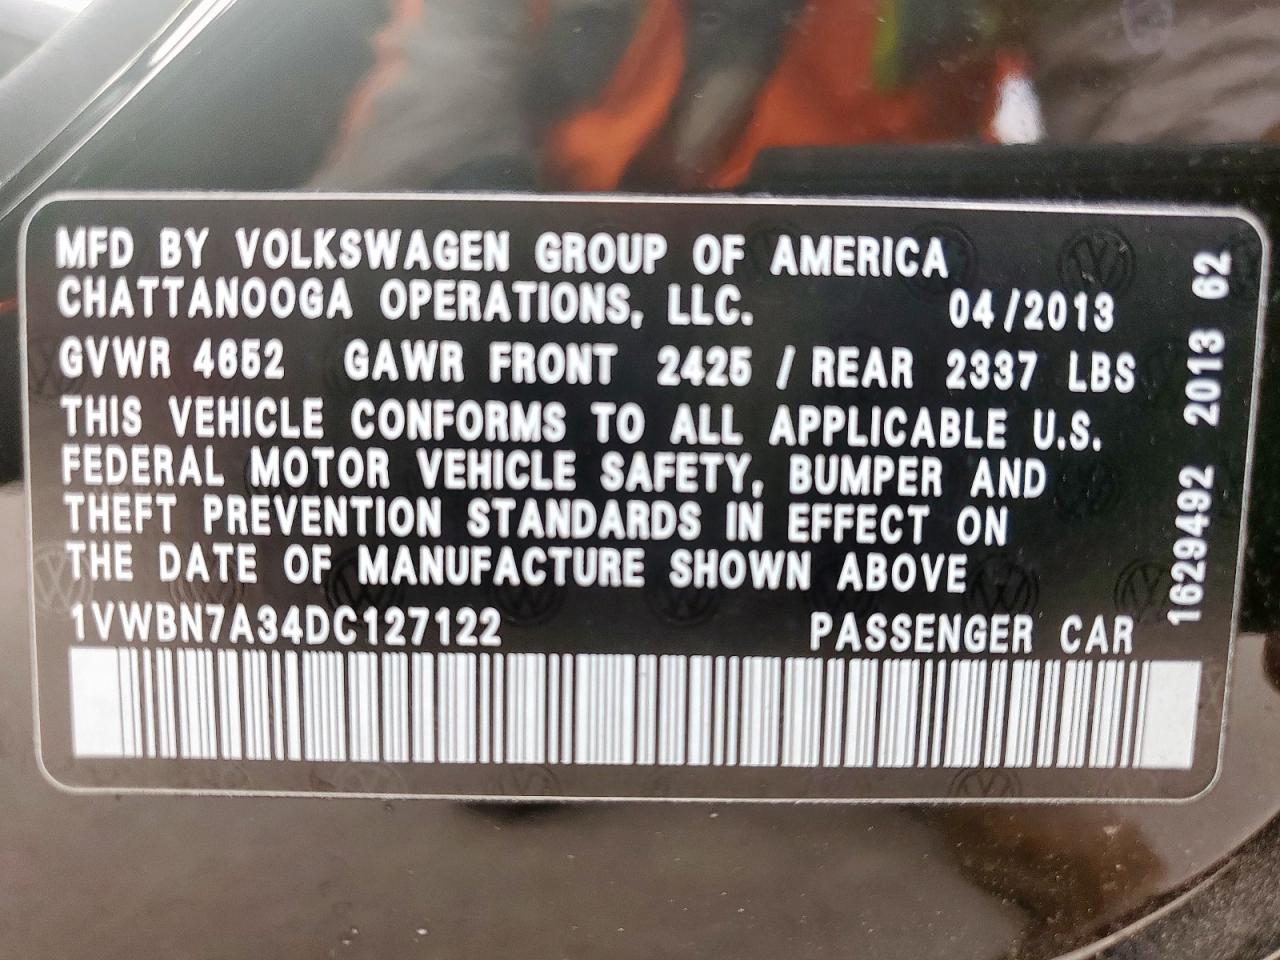 MFD BY VOLKSWAGEN GROUP OF AMERICA
CHATTANOOGA OPERATIONS, LLC. 04/2013
GVWR 4652 GAWR FRONT 2425 / REAR 2337 LBS
THIS VEHICLE CONFORMS TO ALL APPLICABLE U.S.
FEDERAL MOTOR VEHICLE SAFETY, BUMPER AND
THEFT PREVENTION STANDARDS IN EFFECT ON
THE DATE OF MANUFACTURE SHOWN ABOVE
1VWBN7A34DC127122 PASSENGER CAR
1629492 2013 62